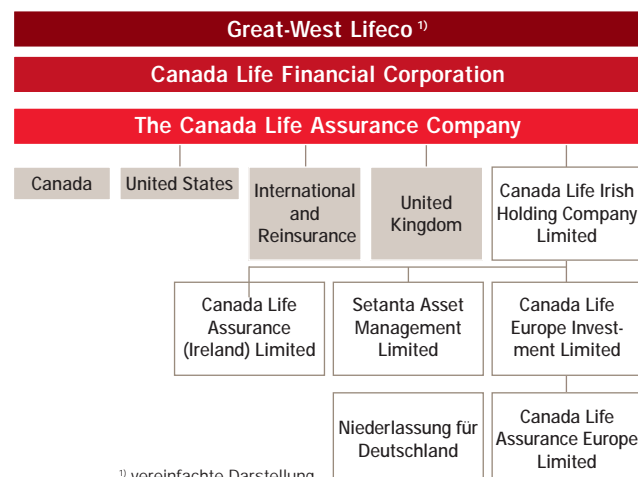 Great-West Lifeco 1)
Canada Life Financial Corporation
The Canada Life Assurance Company
Canada
United States
International
and
Reinsurance
United
Kingdom
Canada Life Irish
Holding Company
Limited
Canada Life
Assurance
(Ireland) Limited
Setanta Asset
Management
Limited
Canada Life
Europe Invest-
ment Limited
Niederlassung für
Deutschland
Canada Life
Assurance Europe
Limited
1) vereinfachte Darstellung